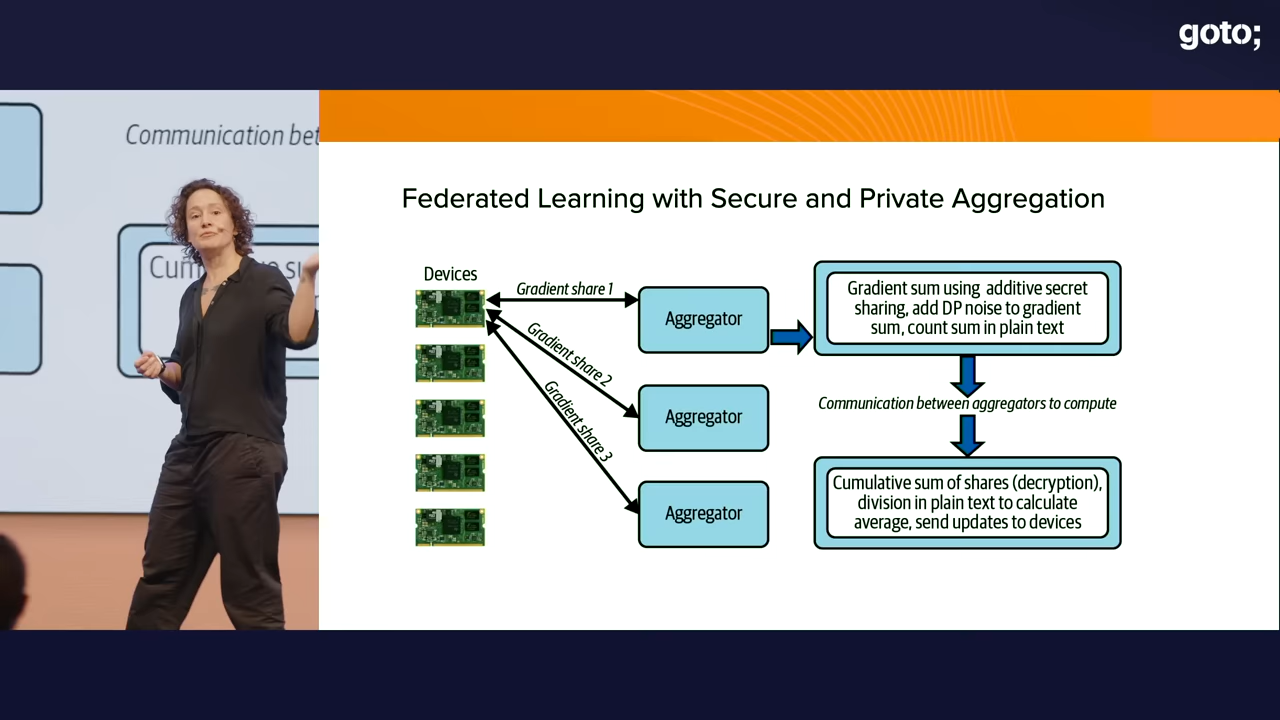 goto;
Communication bet
Federated Learning with Secure and Private Aggregation
Devices
Gradient share 1
Gradient share 2
Gradient share 3
Aggregator
Aggregator
Aggregator
Gradient sum using additive secret
sharing, add DP noise to gradient
sum, count sum in plain text
Communication between aggregators to compute
Cumulative sum of shares (decryption),
division in plain text to calculate
average, send updates to devices